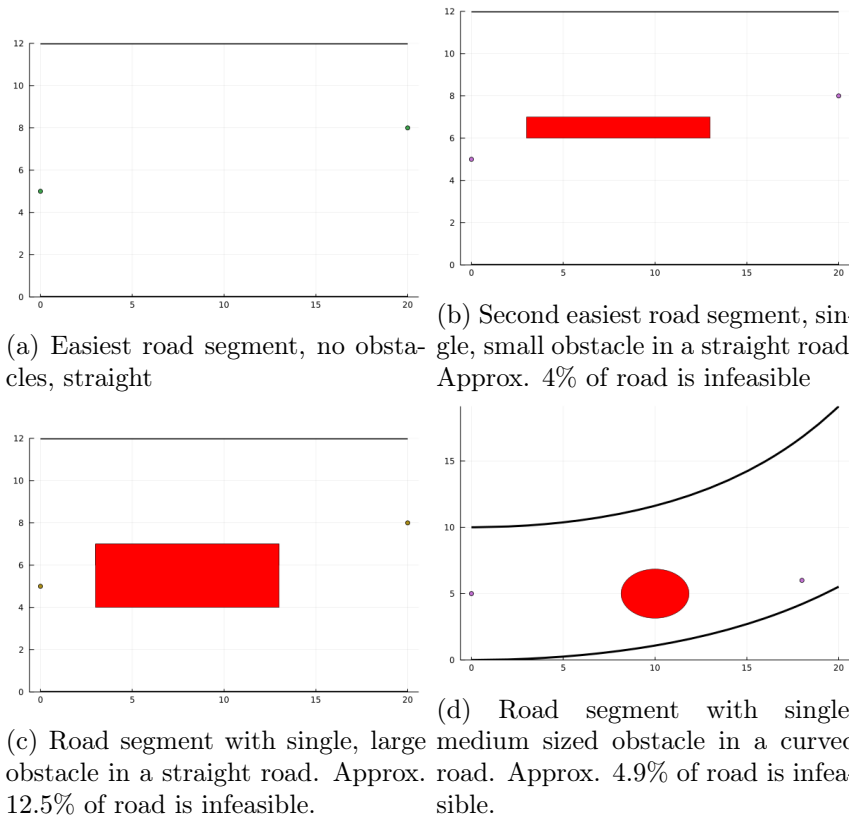 12
10
8
6
4
2
0
0 5 10 15 20
(a) Easiest road segment, no obsta-
cles, straight
12
10
8
6
4
2
0
5 10 15 20
0
(b) Second easiest road segment, sin-
gle, small obstacle in a straight road
Approx. 4% of road is infeasible
12
10
8
6
4
2
0
0 5 10 15 20
(c) Road segment with single, large
obstacle in a straight road. Approx.
12.5% of road is infeasible.
15
10
5
0
0 5 10 15 20
(d) Road segment with single
medium sized obstacle in a curved
road. Approx. 4.9% of road is infea-
sible.